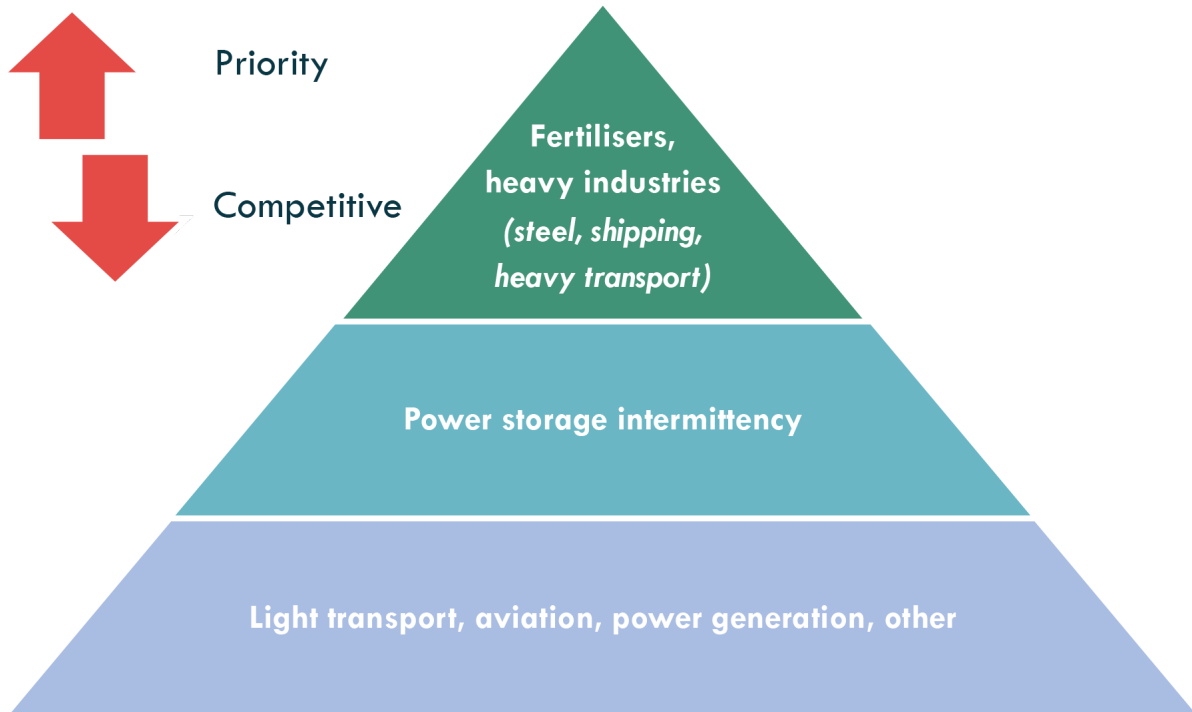 Priority
Competitive
Fertilisers,
heavy industries
(steel, shipping,
heavy transport)
Power storage intermittency
Light transport, aviation, power generation, other